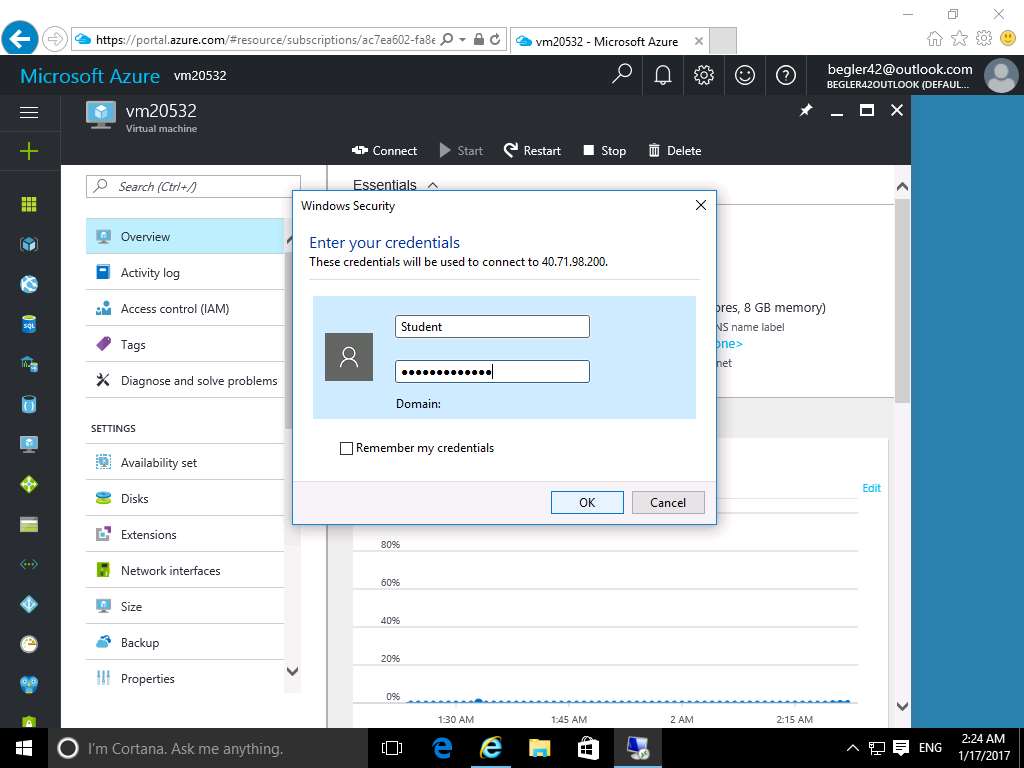 https://portal.azure.com/#resource/subscriptions/ac7ea602-fa8e
vm20532 - Microsoft Azure
Microsoft Azure vm20532
begler42@outlook.com
BEGLER42OUTLOOK (DEFAUL...
vm20532
Virtual machine
Connect Start Restart Stop Delete
Search (Ctrl+/)
Essentials
Overview
Activity log
Access control (IAM)
Tags
Diagnose and solve problems
SETTINGS
Availability set
Disks
Extensions
Network interfaces
Size
Backup
Properties
Windows Security
Enter your credentials
These credentials will be used to connect to 40.71.98.200.
Student
•••••••••••••
Domain:
Remember my credentials
OK Cancel
8 GB memory)
name label
Edit
80%
60%
40%
20%
0%
1:30 AM 1:45 AM 2 AM 2:15 AM
I'm Cortana. Ask me anything.
ENG
2:24 AM
1/17/2017
SQL